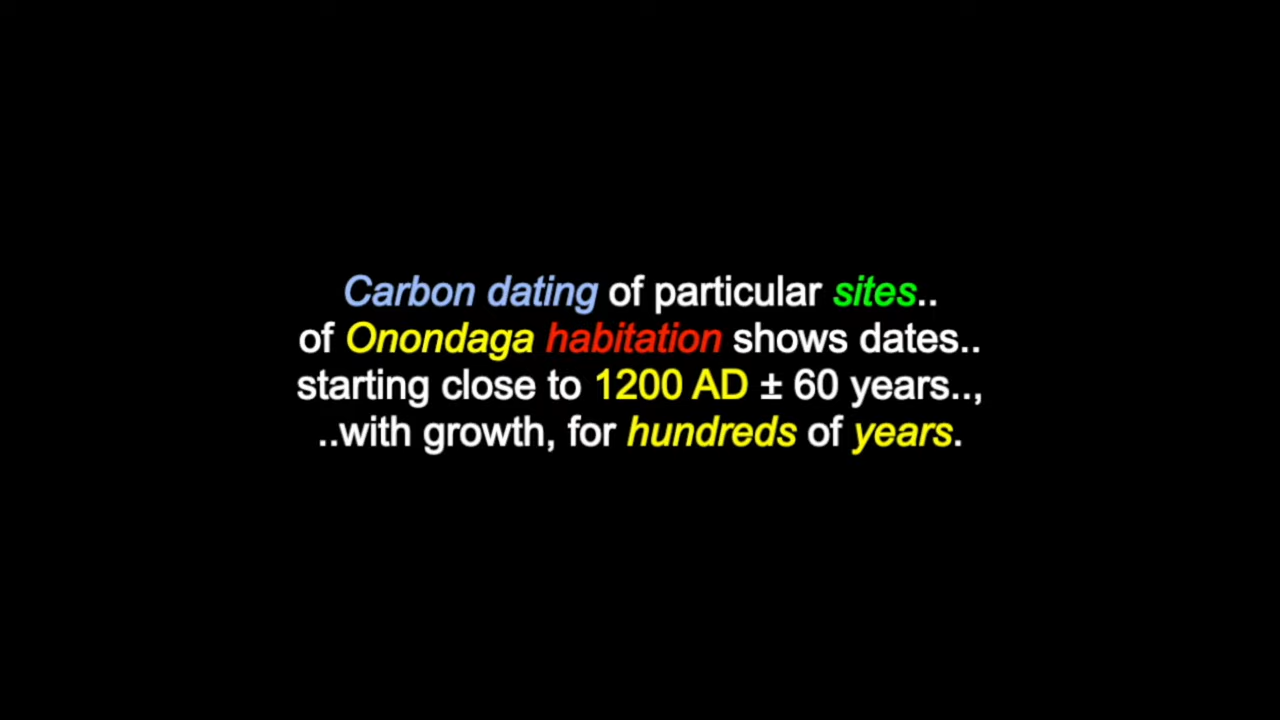 Carbon dating of particular sites..
of Onondaga habitation shows dates..
starting close to 1200 AD ± 60 years..,
..with growth, for hundreds of years.